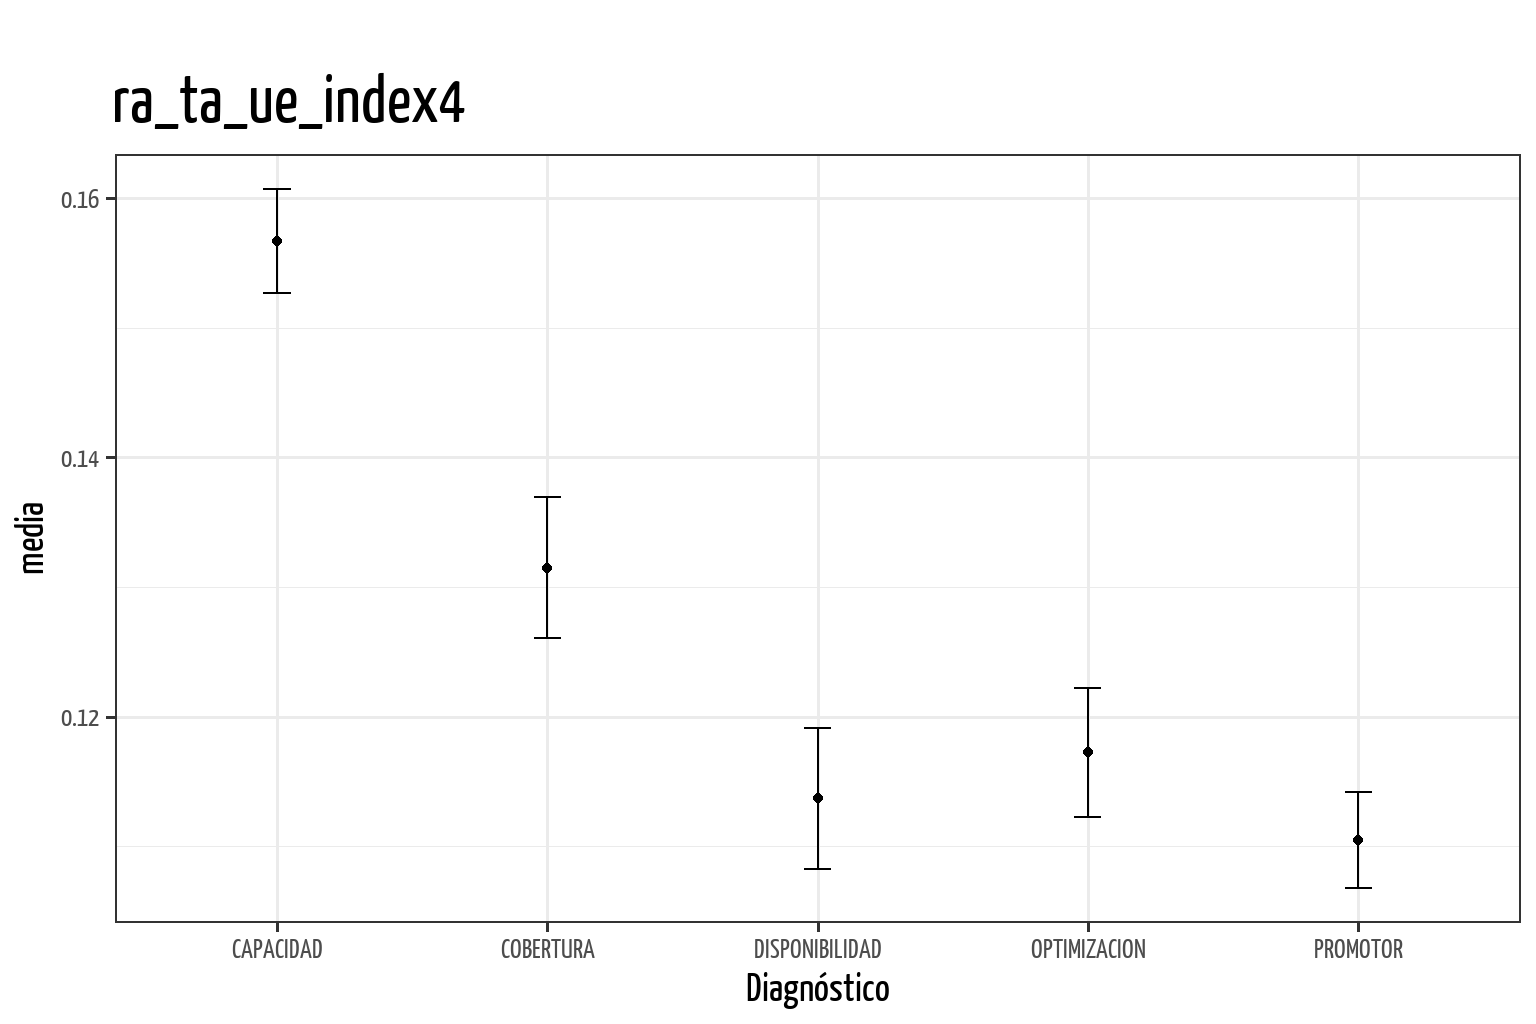 ra_ta_ue_index4
0.16
0.14
0.12
media
CAPACIDAD
COBERTURA
DISPONIBILIDAD
OPTIMIZACION
PROMOTOR
Diagnóstico